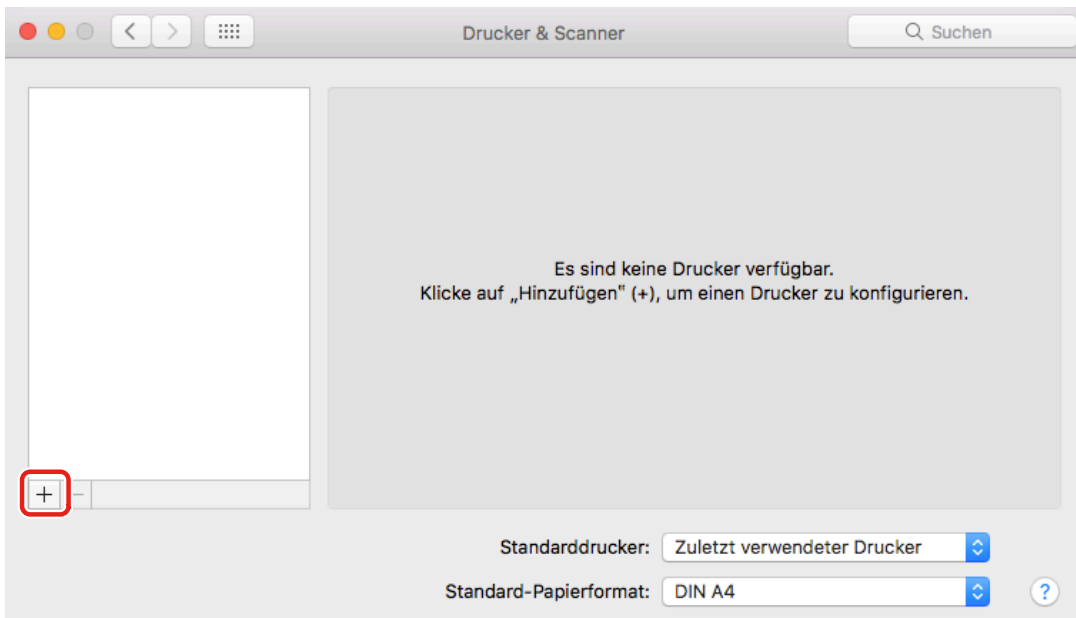 Drucker & Scanner
Suchen
Es sind keine Drucker verfügbar.
Klicke auf „Hinzufügen‟ (+), um einen Drucker zu konfigurieren.
+ −
Standarddrucker: Zuletzt verwendeter Drucker
Standard-Papierformat: DIN A4 ?